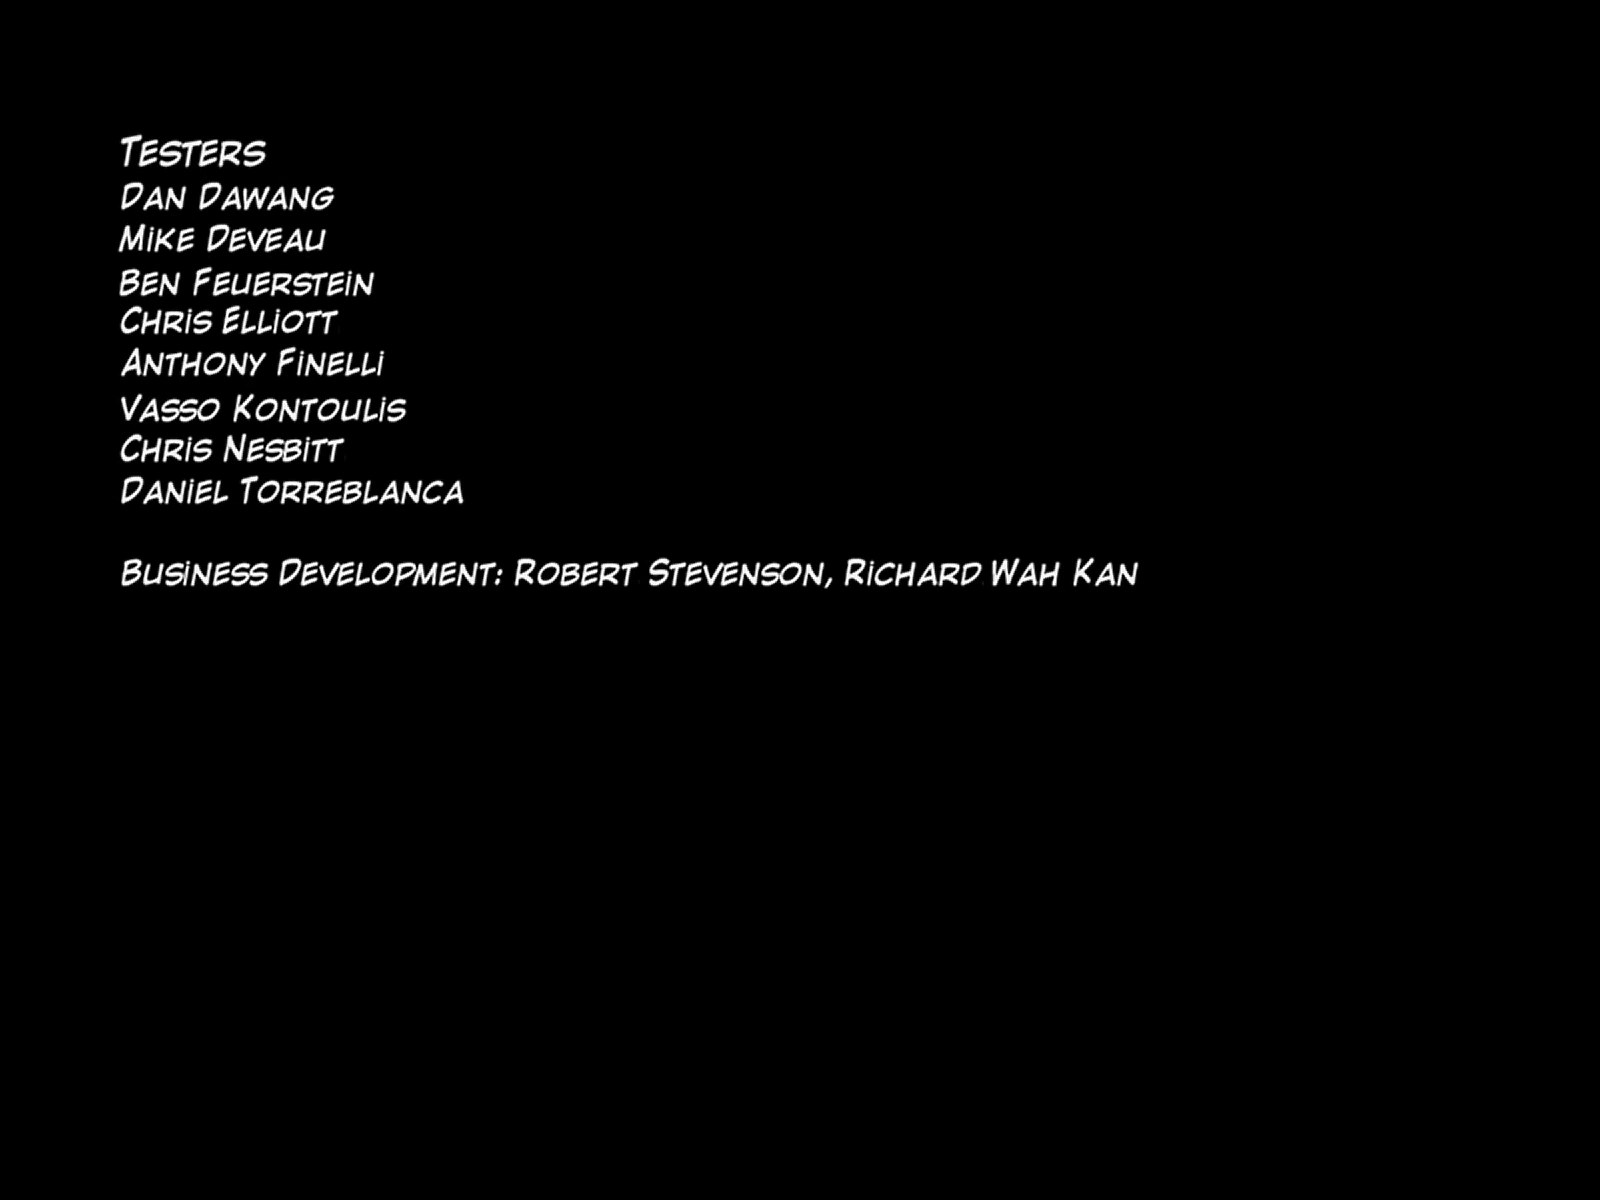 Testers
Dan Dawang
Mike Deveau
Ben Feuerstein
Chris Elliott
Anthony Finelli
Vasso Kontoulis
Chris Nesbitt
Daniel Torreblanca
Business Development: Robert Stevenson, Richard Wah Kan